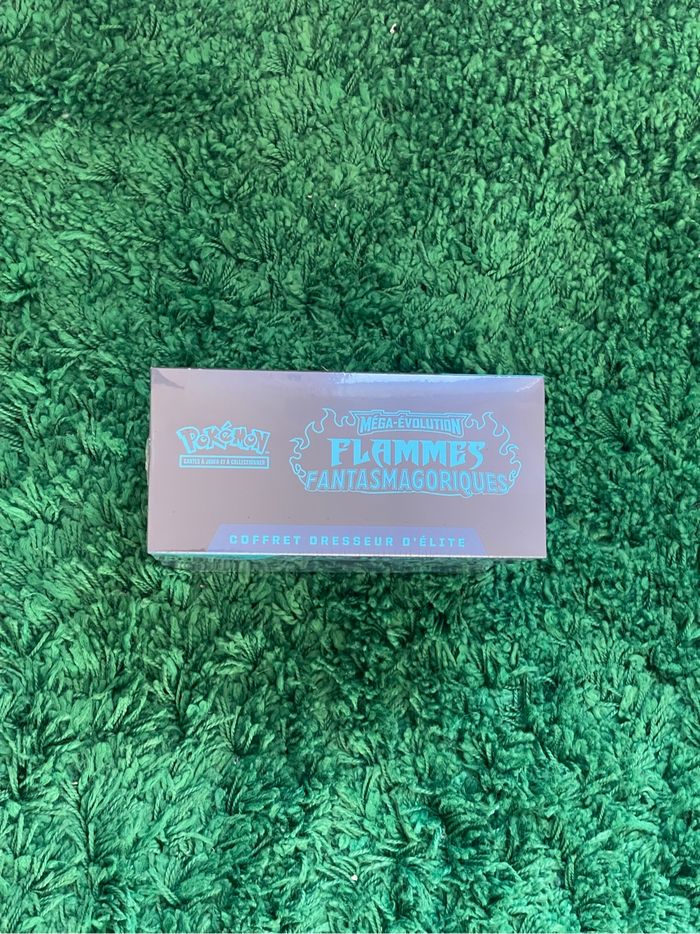 Pokémon
CARTES À JOUER ET À COLLECTIONNER
MÉGA-ÉVOLUTION
FLAMMES
FANTASMAGORIQUES
COFFRET DRESSEUR D'ÉLITE